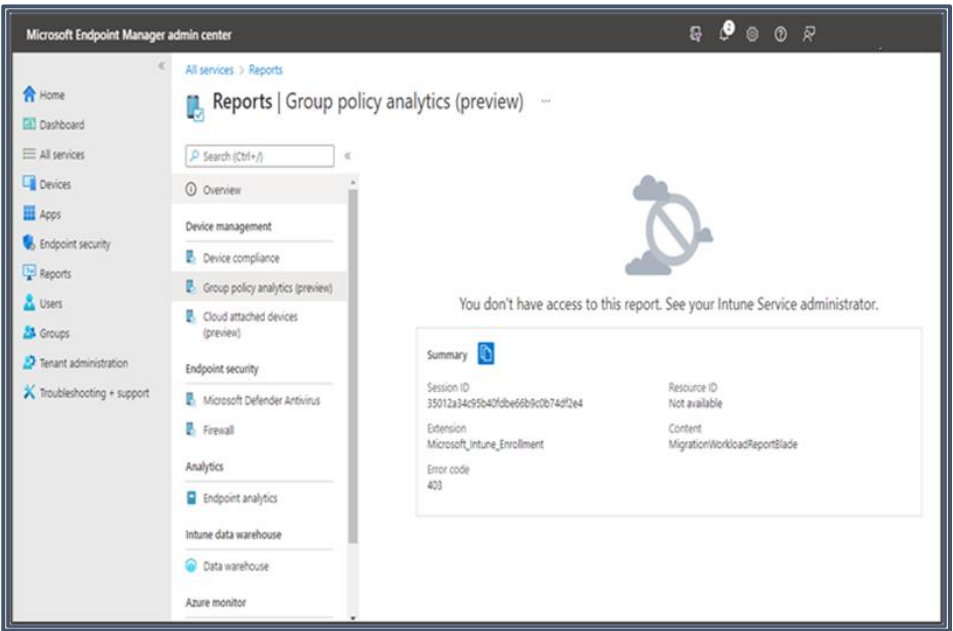 Microsoft Endpoint Manager admin center
2
All services > Reports
Reports | Group policy analytics (preview) ...
Home
Dashboard
All services
Devices
Apps
Endpoint security
Reports
Users
Groups
Tenant administration
Troubleshooting + support
Search (Ctrl+/)
Overview
Device management
Device compliance
Group policy analytics (preview)
Cloud attached devices
(preview)
Endpoint security
Microsoft Defender Antivirus
Firewall
Analytics
Endpoint analytics
Intune data warehouse
Data warehouse
Azure monitor
You don't have access to this report. See your Intune Service administrator.
Summary
Session ID
35012a34c95b40fdbe66b9c0b74df2e4
Resource ID
Not available
Extension
Microsoft_Intune_Enrollment
Content
MigrationWorkloadReportBlade
Error code
403